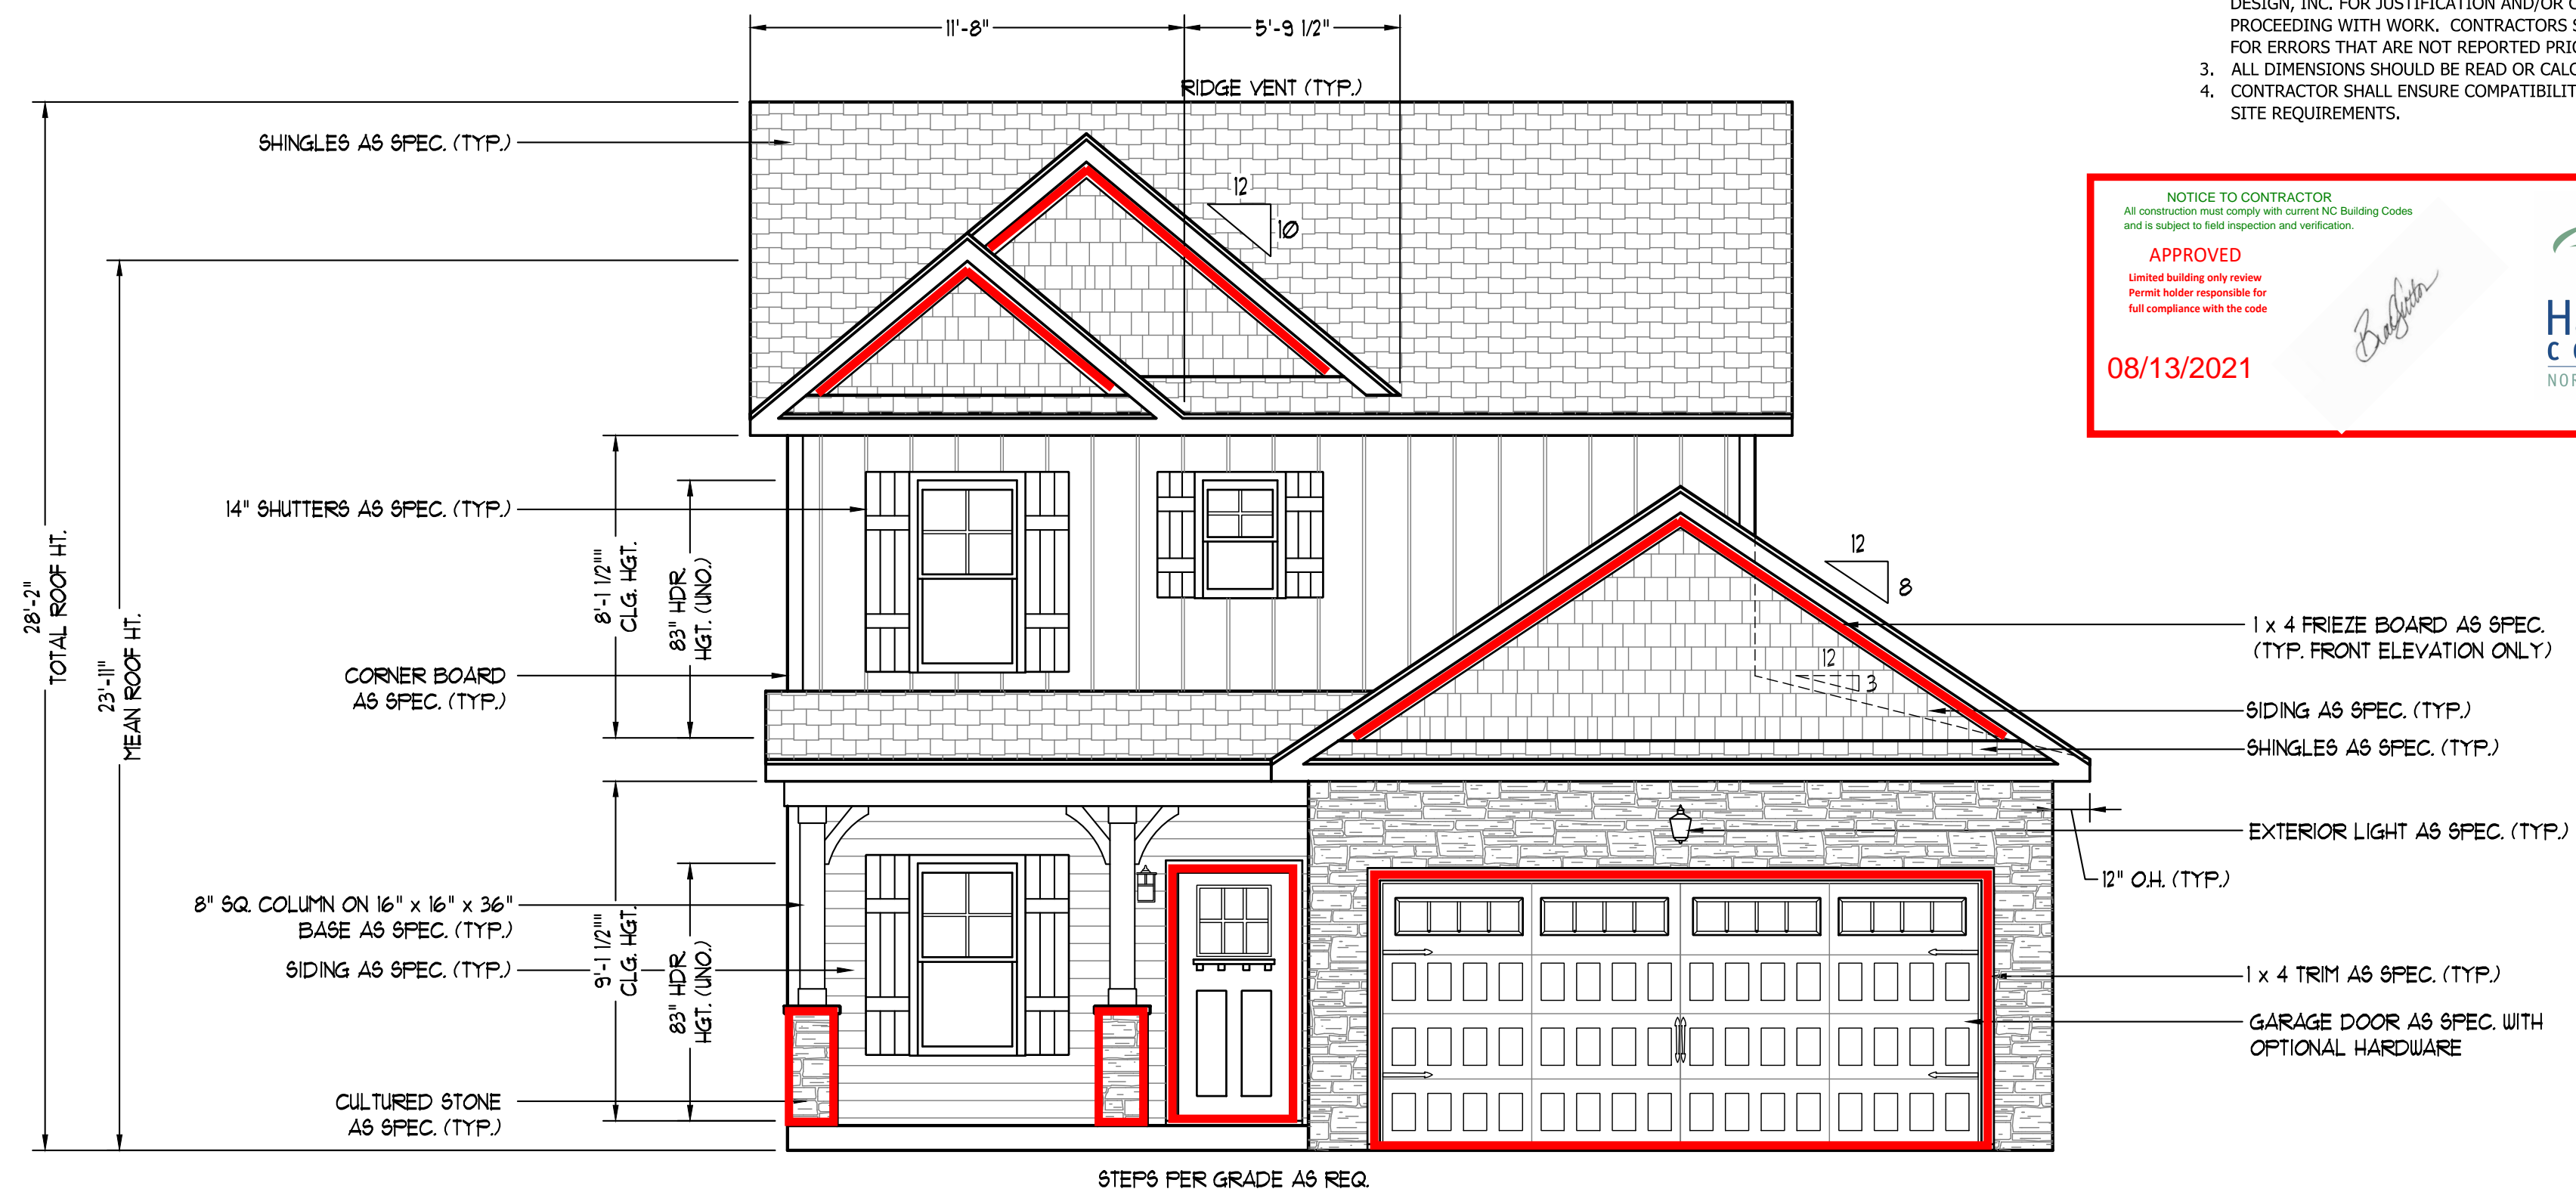 DESIGN, INC. FOR JUSTIFICATION AND/OR
PROCEEDING WITH WORK. CONTRACTORS
FOR ERRORS THAT ARE NOT REPORTED
3. ALL DIMENSIONS SHOULD BE READ OR
4. CONTRACTOR SHALL ENSURE
SITE REQUIREMENTS.
NOTICE TO CONTRACTOR
All construction must comply with current NC Building Codes
and is subject to field inspection and verification.
APPROVED
Limited building only review
Permit holder responsible for
full compliance with the code
08/13/2021
11'-8"
5'-9 1/2"
RIDGE VENT (TYP.)
SHINGLES AS SPEC. (TYP.)
12
10
14" SHUTTERS AS SPEC. (TYP.)
28'-2"
TOTAL ROOF HT.
23'-11"
MEAN ROOF HT.
8'-1 1/2""
CLG. HGT.
83" HDR.
HGT. (UNO.)
CORNER BOARD
AS SPEC. (TYP.)
12
8
12
3
1 x 4 FRIEZE BOARD AS SPEC.
(TYP. FRONT ELEVATION ONLY)
SIDING AS SPEC. (TYP.)
SHINGLES AS SPEC. (TYP.)
EXTERIOR LIGHT AS SPEC. (TYP.)
12" O.H. (TYP.)
8" SQ. COLUMN ON 16" x 16" x 36"
BASE AS SPEC. (TYP.)
SIDING AS SPEC. (TYP.)
9'-1 1/2""
CLG. HGT.
83" HDR.
HGT. (UNO.)
1 x 4 TRIM AS SPEC. (TYP.)
GARAGE DOOR AS SPEC. WITH
OPTIONAL HARDWARE
CULTURED STONE
AS SPEC. (TYP.)
STEPS PER GRADE AS REQ.